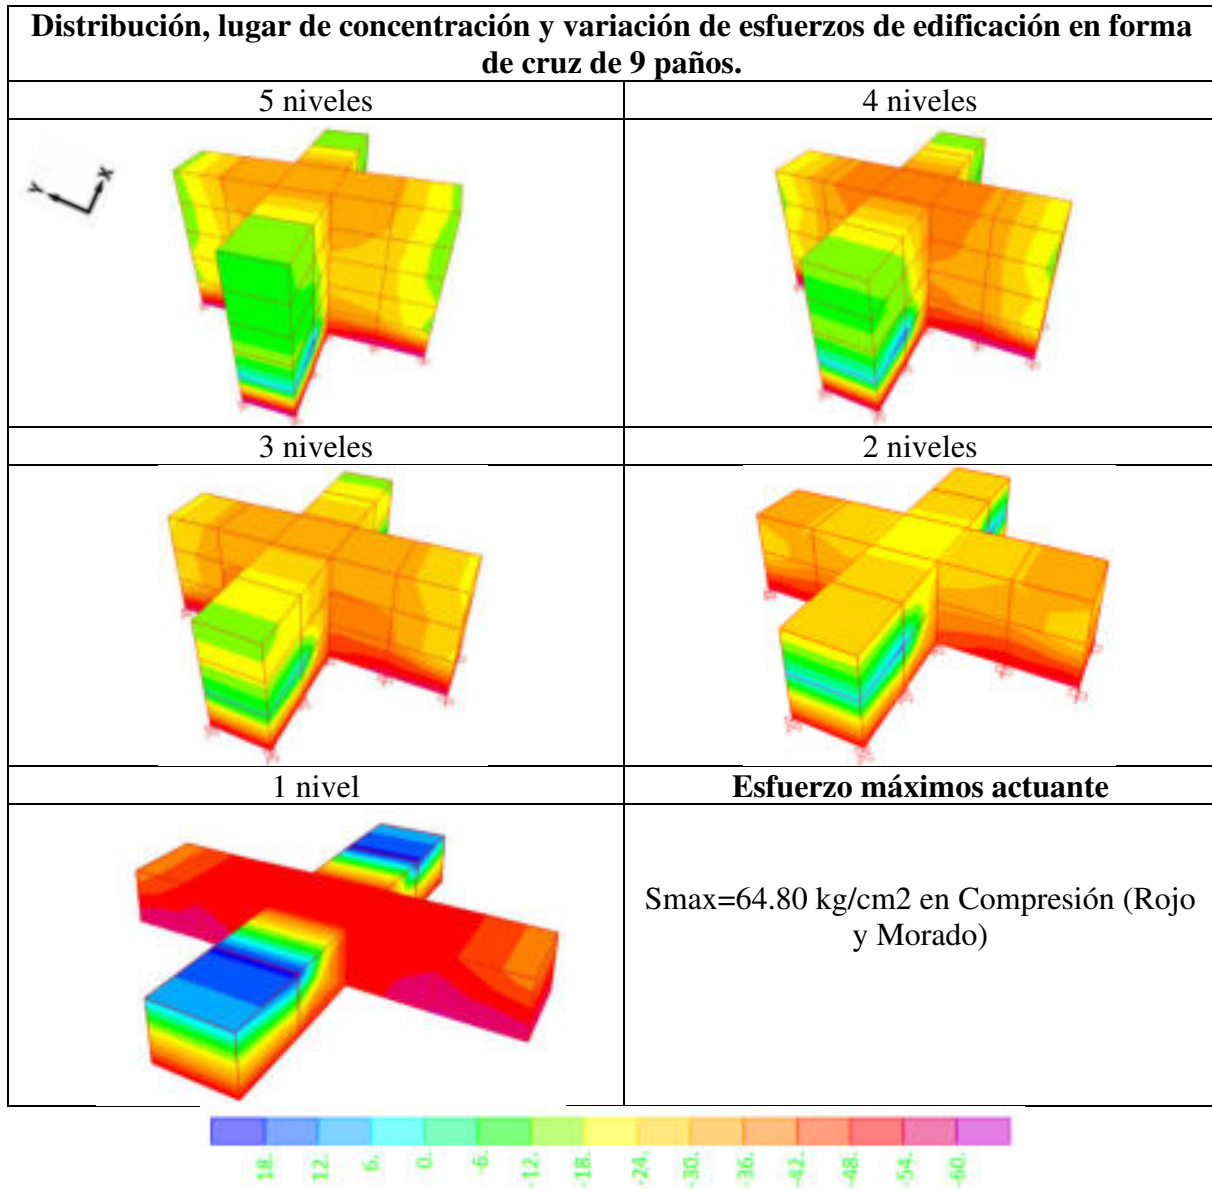 Distribución, lugar de concentración y variación de esfuerzos de edificación en forma
de cruz de 9 paños.
5 niveles
4 niveles
Y
X
3 niveles
2 niveles
1 nivel
Esfuerzo máximos actuante
Smax=64.80 kg/cm2 en Compresión (Rojo
y Morado)
18. 12. 6. 0. -6. -12. -18. -24. -30. -36. -42. -48. -54. -60.